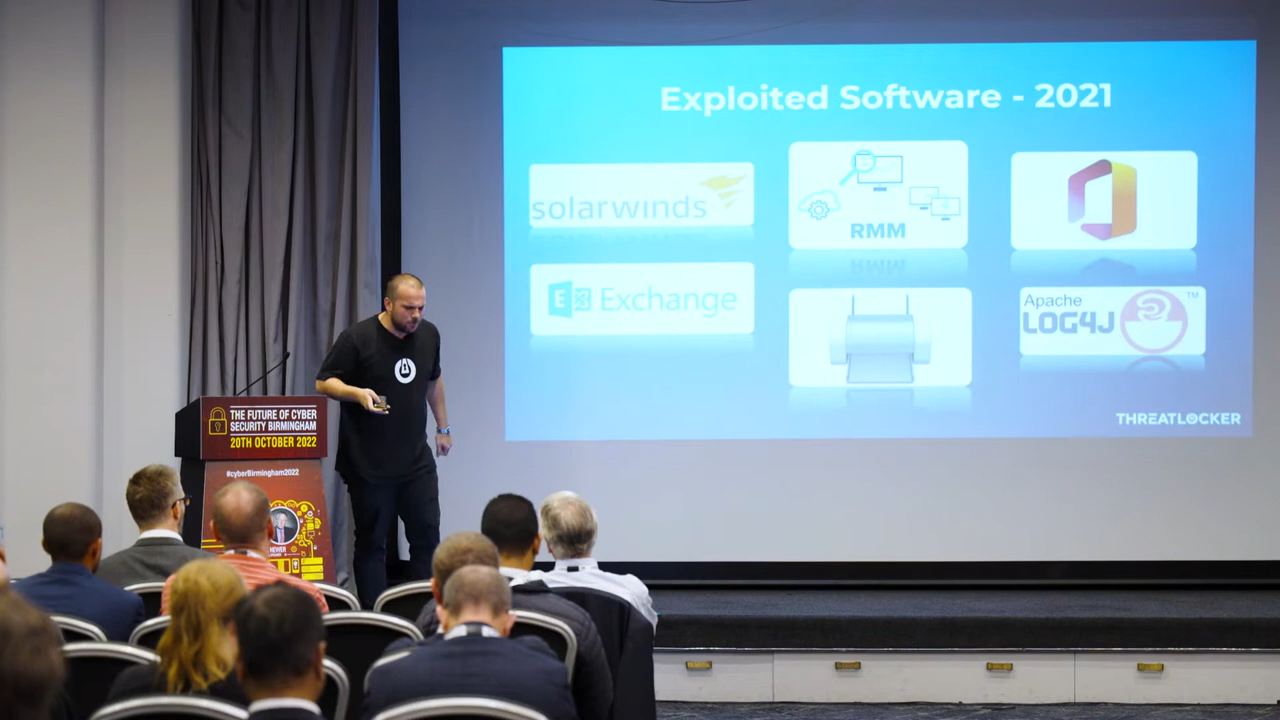 Exploited Software - 2021
solarwinds
RMM
E
Exchange
Apache
LOG4J
TM
THREATLOCKER
THE FUTURE OF CYBER
SECURITY BIRMINGHAM
20TH OCTOBER 2022
#cyberBirmingham2022